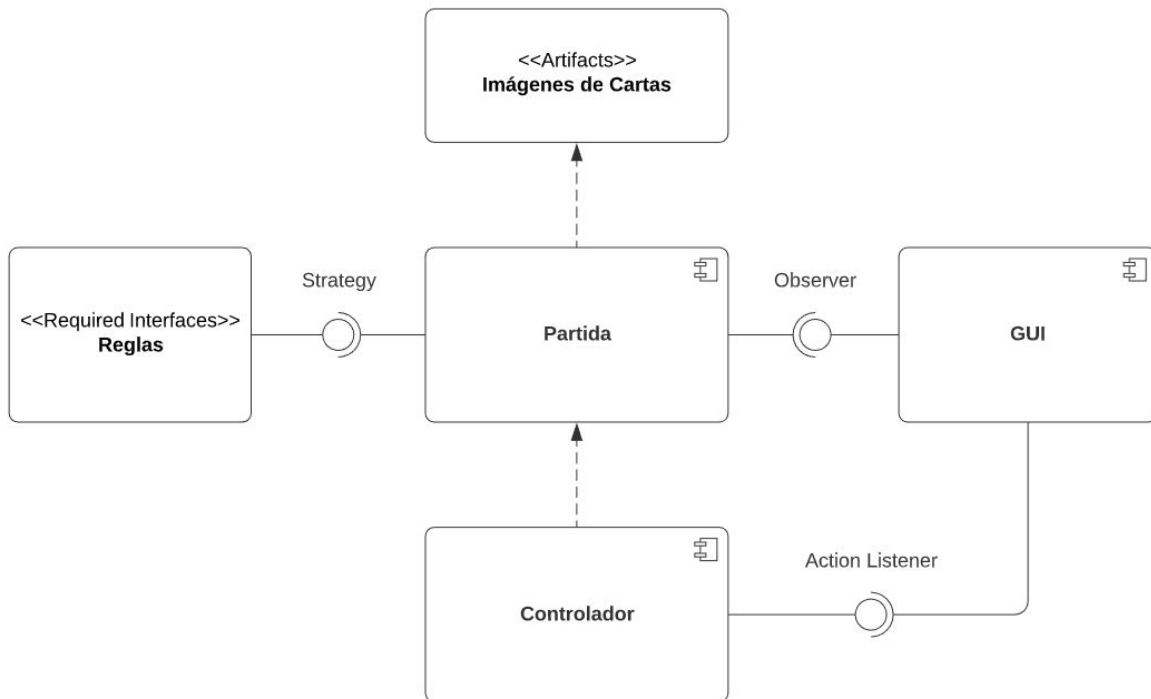 <<Artifacts>>
Imágenes de Cartas
Strategy
Observer
<<Required Interfaces>>
Reglas
Partida
GUI
Action Listener
Controlador